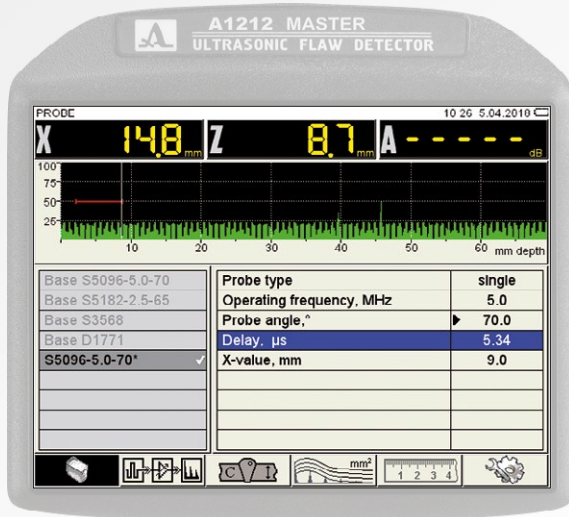 A1212 MASTER
ULTRASONIC FLAW DETECTOR
PROBE 10 26 5.04.2010
X 14.8 mm Z 8.7 mm A ----- dB
100
75
50
25
10 20 30 40 50 60 mm depth
Base S5096-5.0-70
Base S5182-2.5-65
Base S3568
Base D1771
S5096-5.0-70*
Probe type single
Operating frequency, MHz 5.0
Probe angle,° 70.0
Delay, µs 5.34
X-value, mm 9.0
C
mm²
1 2 3 4